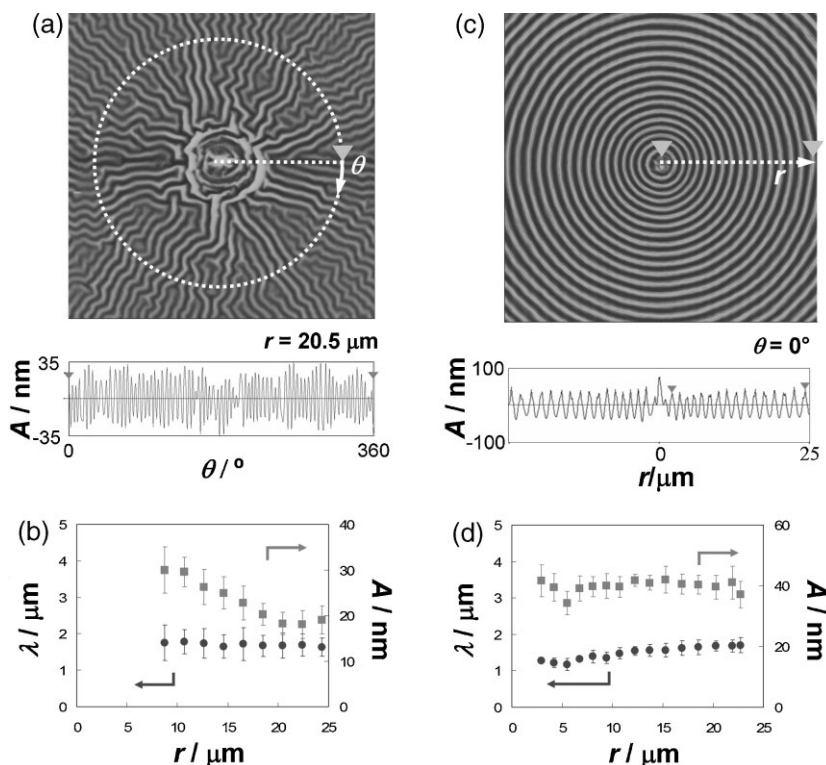 (a)
θ
r = 20.5 µm
35
A / nm
-35
0
360
θ / º
(b)
5
4
3
2
1
0
λ / µm
40
30
20
10
0
A / nm
0 5 10 15 20 25
r / µm
(c)
r
θ = 0°
100
A / nm
-100
0
25
r/µm
(d)
5
4
3
2
1
0
λ / µm
60
40
20
0
A / nm
0 5 10 15 20 25
r / µm